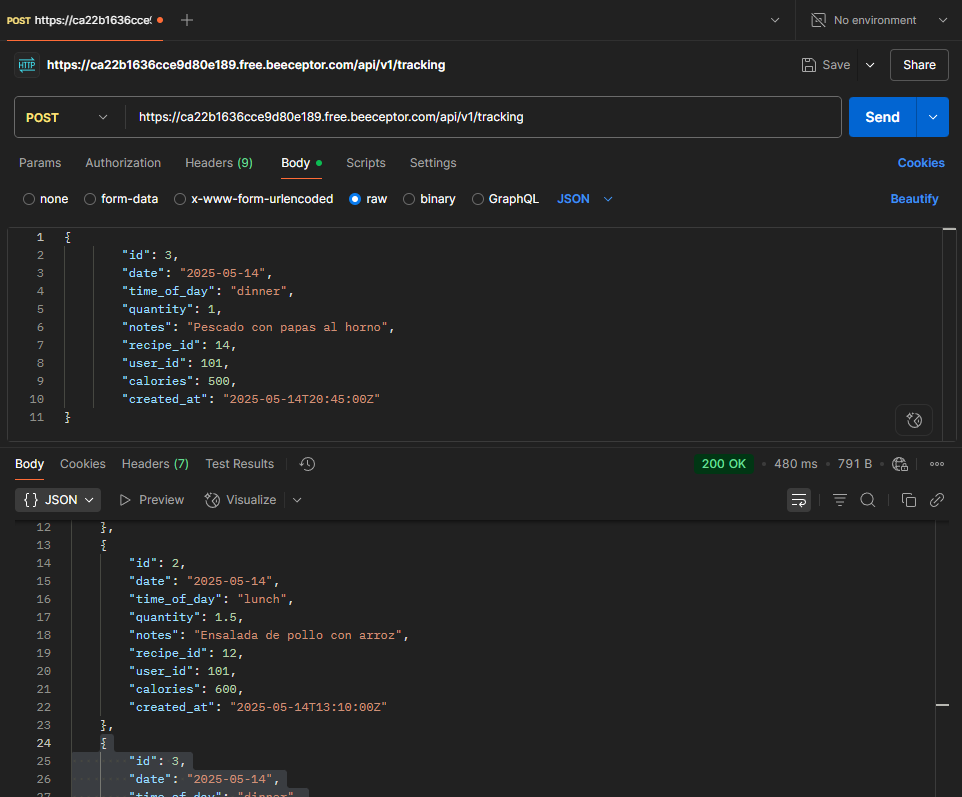 POST https://ca22b1636cce9
No environment
HTTP https://ca22b1636cce9d80e189.free.beeceptor.com/api/v1/tracking
Save
Share
POST https://ca22b1636cce9d80e189.free.beeceptor.com/api/v1/tracking
Send
Params Authorization Headers (9) Body Scripts Settings Cookies
none form-data x-www-form-urlencoded raw binary GraphQL JSON Beautify
1 {
2 "id": 3,
3 "date": "2025-05-14",
4 "time_of_day": "dinner",
5 "quantity": 1,
6 "notes": "Pescado con papas al horno",
7 "recipe_id": 14,
8 "user_id": 101,
9 "calories": 500,
10 "created_at": "2025-05-14T20:45:00Z"
11 }
Body Cookies Headers (7) Test Results 200 OK 480 ms 791 B
{} JSON Preview Visualize
12 },
13 {
14 "id": 2,
15 "date": "2025-05-14",
16 "time_of_day": "lunch",
17 "quantity": 1.5,
18 "notes": "Ensalada de pollo con arroz",
19 "recipe_id": 12,
20 "user_id": 101,
21 "calories": 600,
22 "created_at": "2025-05-14T13:10:00Z"
23 },
24 {
25 "id": 3,
26 "date": "2025-05-14",
27 "time_of_day": "dinner"